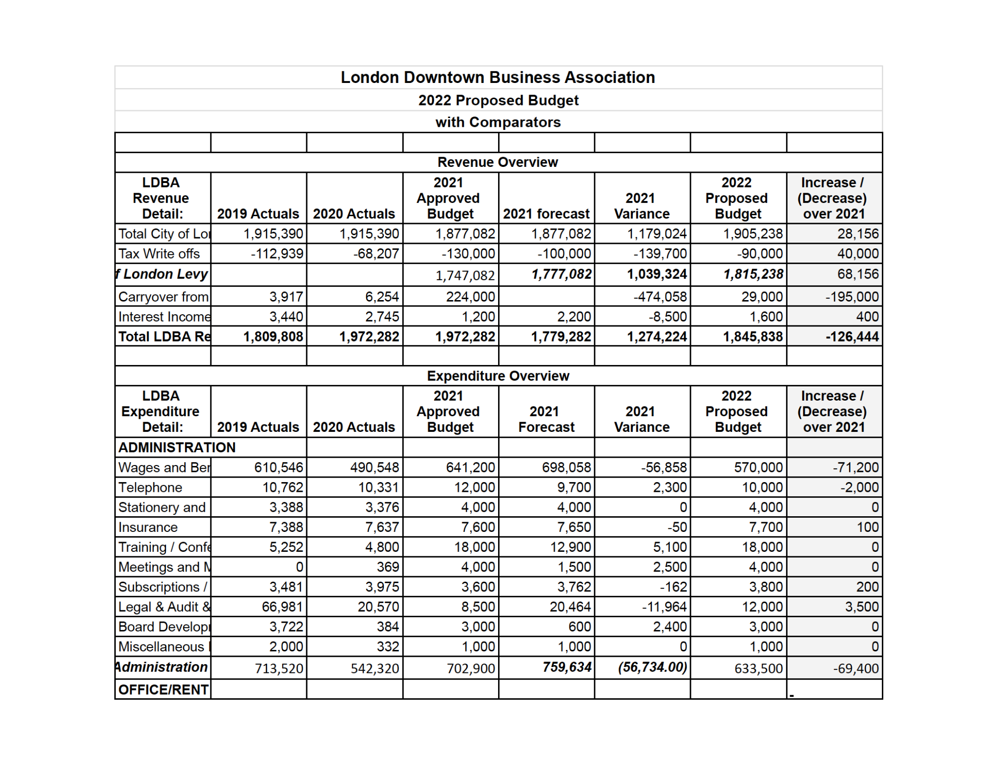 London Downtown Business Association
2022 Proposed Budget
with Comparators
Revenue Overview
LDBA Revenue Detail: 2019 Actuals 2020 Actuals 2021 Approved Budget 2021 forecast 2021 Variance 2022 Proposed Budget Increase / (Decrease) over 2021
Total City of Lo 1,915,390 1,915,390 1,877,082 1,877,082 1,179,024 1,905,238 28,156
Tax Write offs -112,939 -68,207 -130,000 -100,000 -139,700 -90,000 40,000
f London Levy 1,747,082 1,777,082 1,039,324 1,815,238 68,156
Carryover from 3,917 6,254 224,000 -474,058 29,000 -195,000
Interest Income 3,440 2,745 1,200 2,200 -8,500 1,600 400
Total LDBA Re 1,809,808 1,972,282 1,972,282 1,779,282 1,274,224 1,845,838 -126,444
Expenditure Overview
LDBA Expenditure Detail: 2019 Actuals 2020 Actuals 2021 Approved Budget 2021 Forecast 2021 Variance 2022 Proposed Budget Increase / (Decrease) over 2021
ADMINISTRATION
Wages and Ber 610,546 490,548 641,200 698,058 -56,858 570,000 -71,200
Telephone 10,762 10,331 12,000 9,700 2,300 10,000 -2,000
Stationery and 3,388 3,376 4,000 4,000 0 4,000 0
Insurance 7,388 7,637 7,600 7,650 -50 7,700 100
Training / Confe 5,252 4,800 18,000 12,900 5,100 18,000 0
Meetings and M 0 369 4,000 1,500 2,500 4,000 0
Subscriptions / 3,481 3,975 3,600 3,762 -162 3,800 200
Legal & Audit & 66,981 20,570 8,500 20,464 -11,964 12,000 3,500
Board Develop 3,722 384 3,000 600 2,400 3,000 0
Miscellaneous 2,000 332 1,000 1,000 0 1,000 0
Administration 713,520 542,320 702,900 759,634 (56,734.00) 633,500 -69,400
OFFICE/RENT -